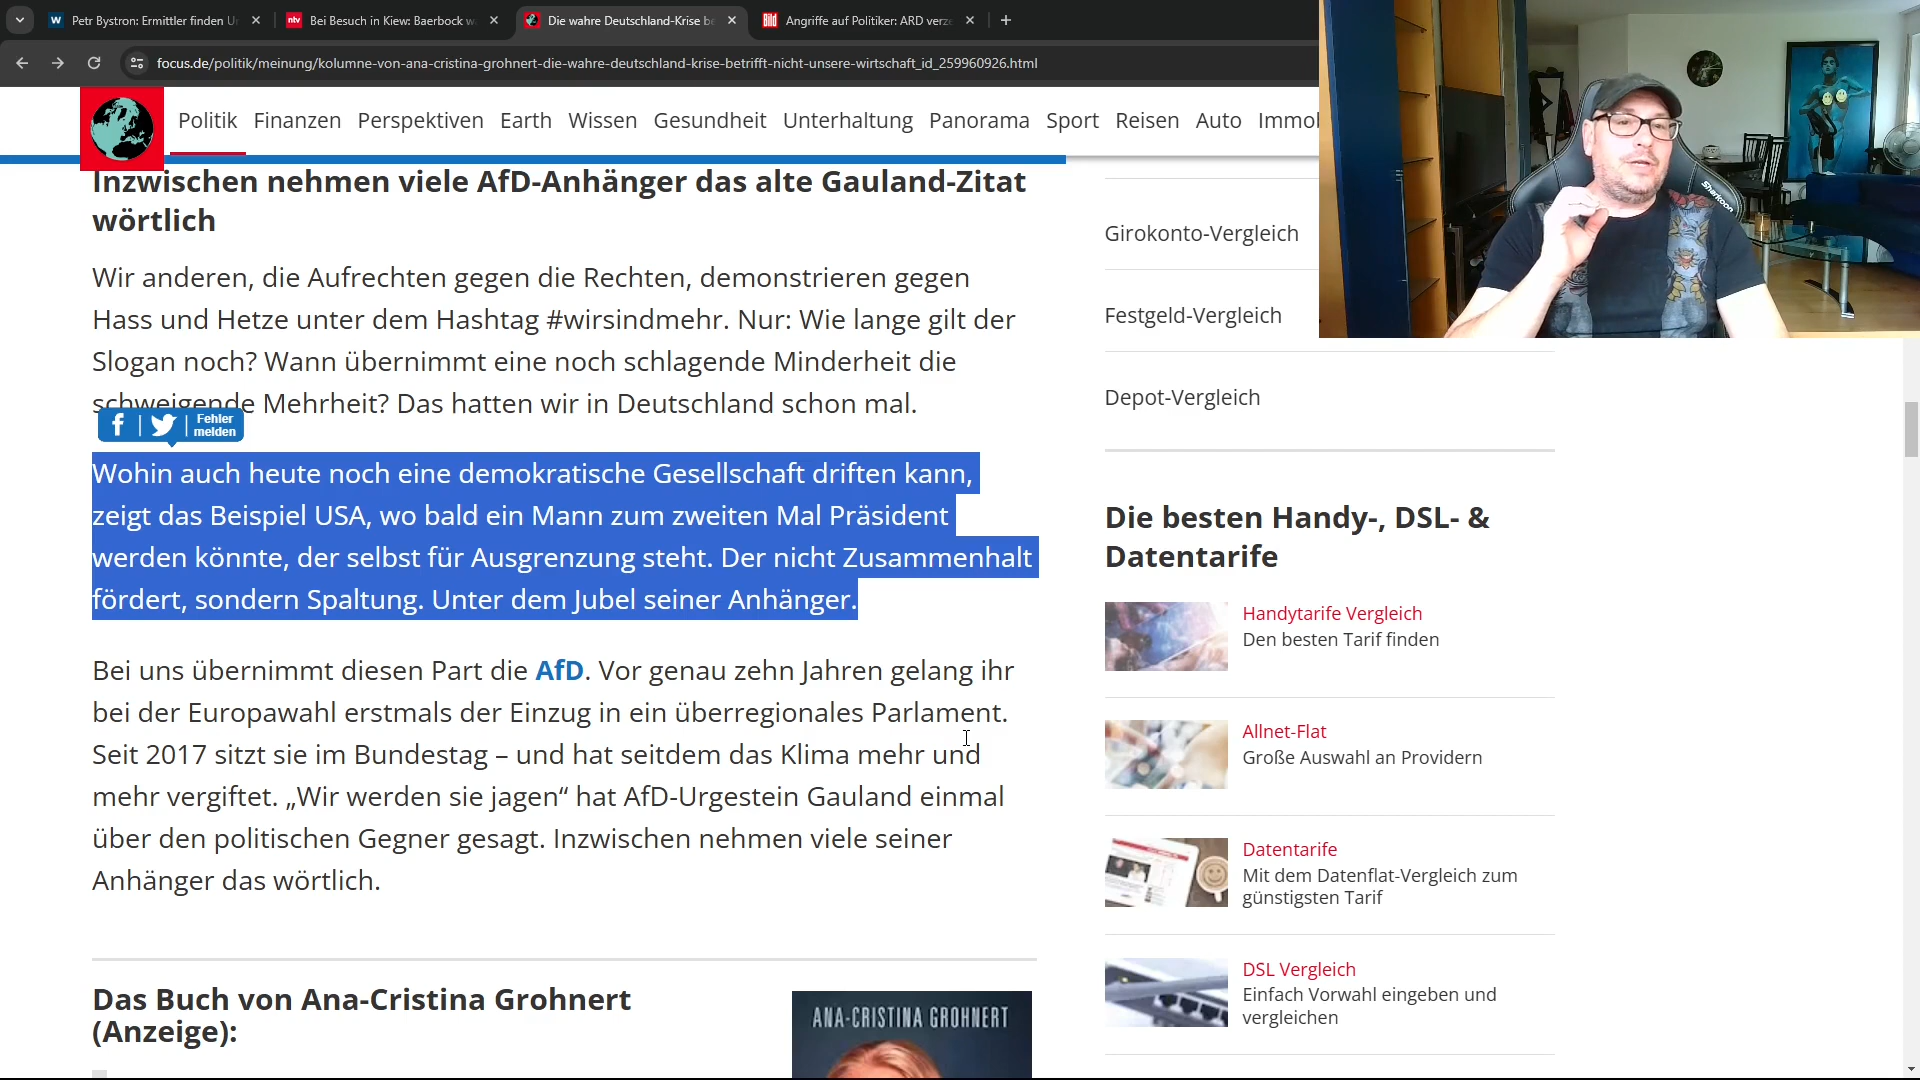 Petr Bystron: Ermittler finden U
Bei Besuch in Kiew: Baerbock w
Die wahre Deutschland-Krise be
Angriffe auf Politiker: ARD verz
focus.de/politik/meinung/kolumne-von-ana-cristina-grohnert-die-wahre-deutschland-krise-betrifft-nicht-unsere-wirtschaft_id_259960926.html
Politik Finanzen Perspektiven Earth Wissen Gesundheit Unterhaltung Panorama Sport Reisen Auto Immob
Inzwischen nehmen viele AfD-Anhänger das alte Gauland-Zitat
wörtlich
Wir anderen, die Aufrechten gegen die Rechten, demonstrieren gegen
Hass und Hetze unter dem Hashtag #wirsindmehr. Nur: Wie lange gilt der
Slogan noch? Wann übernimmt eine noch schlagende Minderheit die
schweigende Mehrheit? Das hatten wir in Deutschland schon mal.
Fehler
melden
Wohin auch heute noch eine demokratische Gesellschaft driften kann,
zeigt das Beispiel USA, wo bald ein Mann zum zweiten Mal Präsident
werden könnte, der selbst für Ausgrenzung steht. Der nicht Zusammenhalt
fördert, sondern Spaltung. Unter dem Jubel seiner Anhänger.
Bei uns übernimmt diesen Part die AfD. Vor genau zehn Jahren gelang ihr
bei der Europawahl erstmals der Einzug in ein überregionales Parlament.
Seit 2017 sitzt sie im Bundestag – und hat seitdem das Klima mehr und
mehr vergiftet. „Wir werden sie jagen“ hat AfD-Urgestein Gauland einmal
über den politischen Gegner gesagt. Inzwischen nehmen viele seiner
Anhänger das wörtlich.
Das Buch von Ana-Cristina Grohnert
(Anzeige):
ANA-CRISTINA GROHNERT
Girokonto-Vergleich
Festgeld-Vergleich
Depot-Vergleich
Die besten Handy-, DSL- &
Datentarife
Handytarife Vergleich
Den besten Tarif finden
Allnet-Flat
Große Auswahl an Providern
Datentarife
Mit dem Datenflat-Vergleich zum
günstigsten Tarif
DSL Vergleich
Einfach Vorwahl eingeben und
vergleichen
W
ntv
Bild
Sharkoon